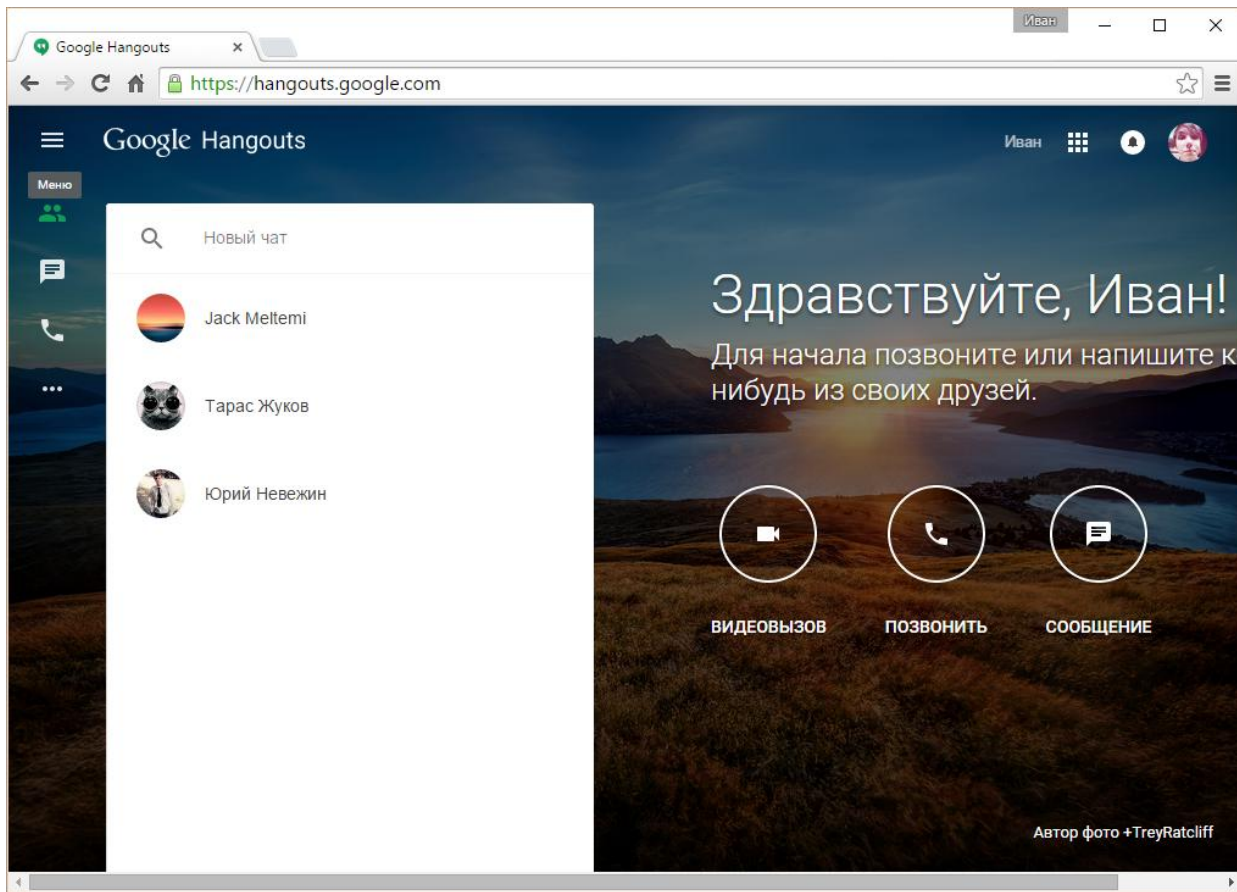 Иван
Google Hangouts
https://hangouts.google.com
Google Hangouts
Иван
Меню
Новый чат
Jack Meltemi
Тарас Жуков
Юрий Невежин
Здравствуйте, Иван!
Для начала позвоните или напишите к
нибудь из своих друзей.
ВИДЕОВЫЗОВ
ПОЗВОНИТЬ
СООБЩЕНИЕ
Автор фото +TreyRatcliff